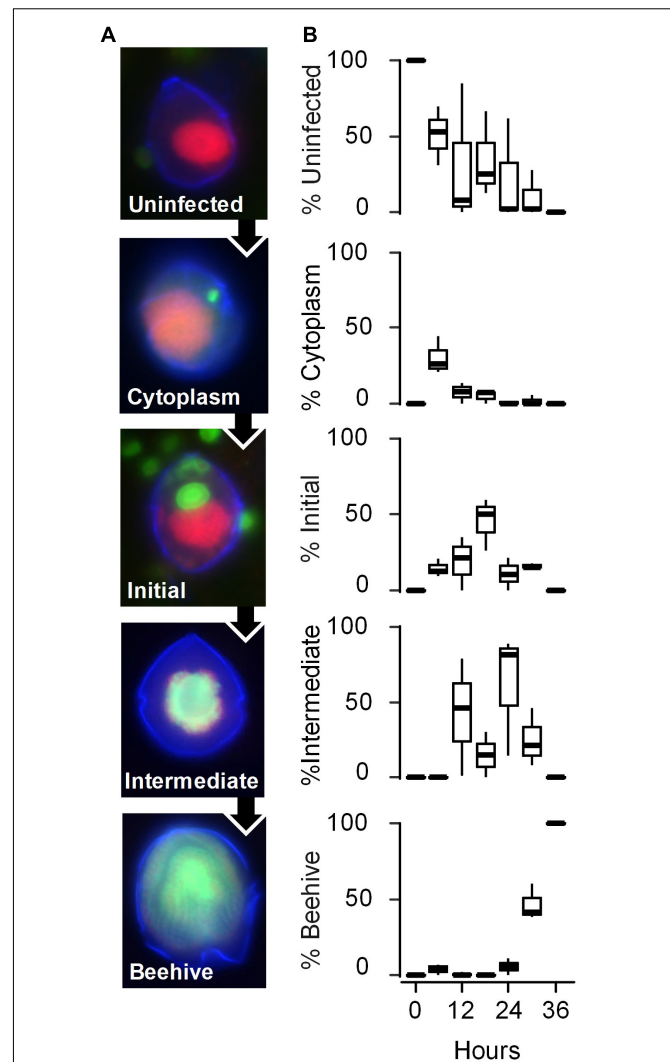 A
B
Uninfected
% Uninfected
100
50
0
Cytoplasm
% Cytoplasm
100
50
0
Initial
% Initial
100
50
0
Intermediate
%Intermediate
100
50
0
Beehive
% Beehive
100
50
0
0 12 24 36
Hours